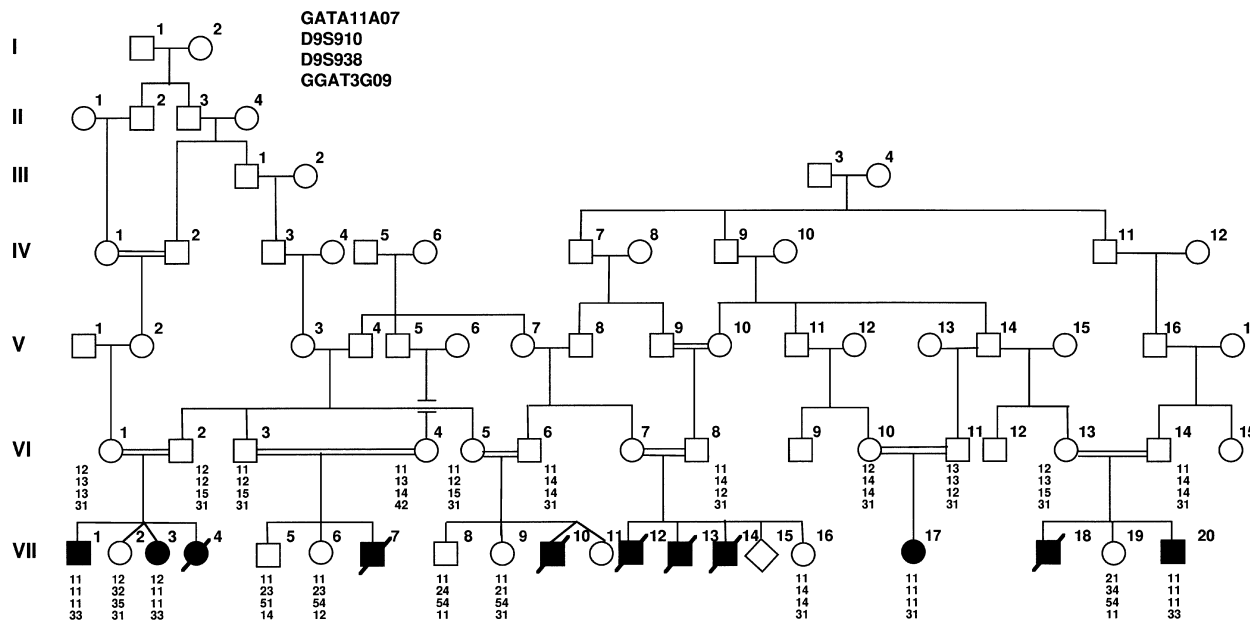 GATA11A07
D9S910
D9S938
GGAT3G09
I 1 2
II 1 2 3 4
III 1 2 3 4
IV 1 2 3 4 5 6 7 8 9 10 11 12
V 1 2 3 4 5 6 7 8 9 10 11 12 13 14 15 16 1
VI 1 2 3 4 5 6 7 8 9 10 11 12 13 14 15
12 12 11 11 11 11 11 12 13 12 11
13 12 12 13 12 14 14 14 13 13 14
13 15 15 14 15 14 12 14 12 15 14
31 31 31 42 31 31 31 31 31 31 31
VII 1 2 3 4 5 6 7 8 9 10 11 12 13 14 15 16 17 18 19 20
11 12 12 11 11 11 11 11 11 21 11
11 32 11 23 23 24 21 14 11 34 11
11 35 11 51 54 54 54 14 11 54 11
33 31 33 14 12 11 31 31 31 11 33